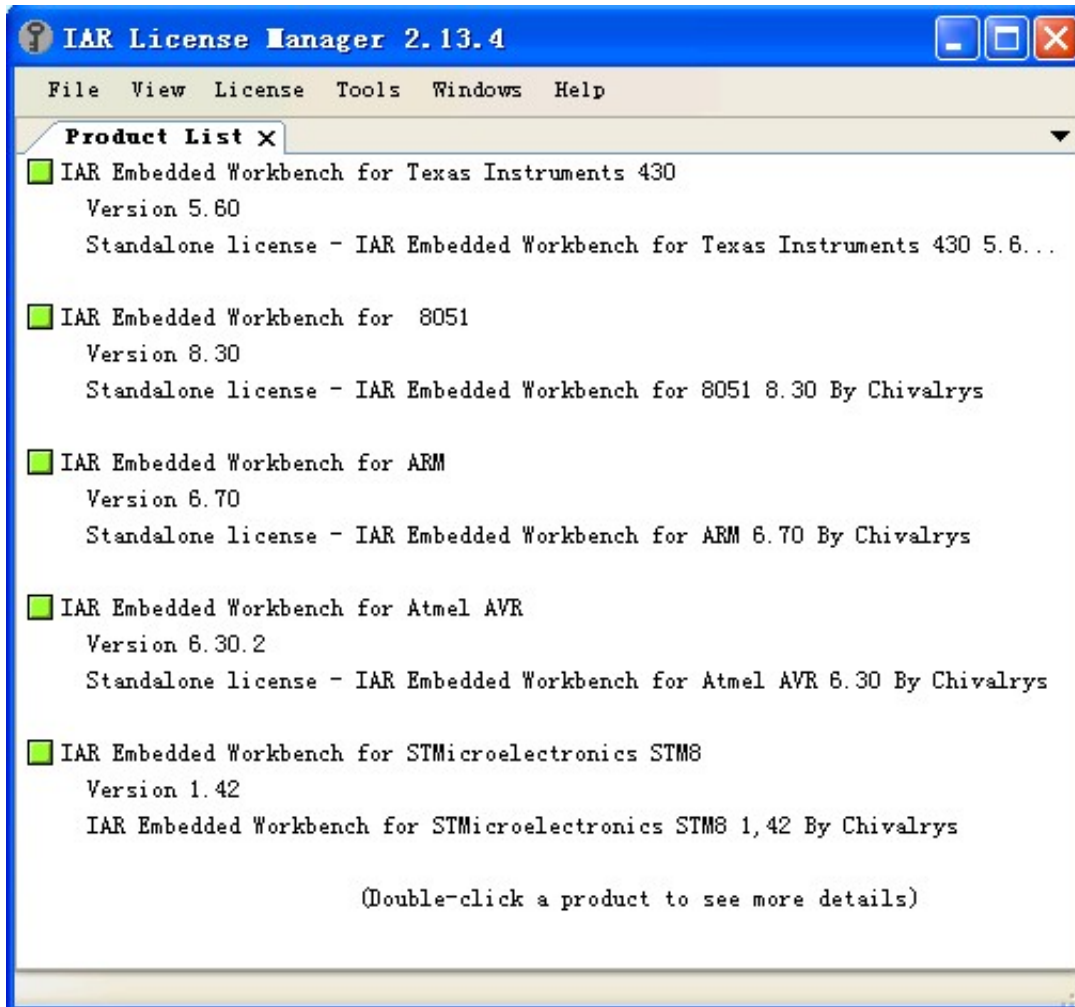 IAR License Manager 2.13.4
File View License Tools Windows Help
Product List
IAR Embedded Workbench for Texas Instruments 430
Version 5.60
Standalone license - IAR Embedded Workbench for Texas Instruments 430 5.6...
IAR Embedded Workbench for 8051
Version 8.30
Standalone license - IAR Embedded Workbench for 8051 8.30 By Chivalrys
IAR Embedded Workbench for ARM
Version 6.70
Standalone license - IAR Embedded Workbench for ARM 6.70 By Chivalrys
IAR Embedded Workbench for Atmel AVR
Version 6.30.2
Standalone license - IAR Embedded Workbench for Atmel AVR 6.30 By Chivalrys
IAR Embedded Workbench for STMicroelectronics STM8
Version 1.42
IAR Embedded Workbench for STMicroelectronics STM8 1,42 By Chivalrys
(Double-click a product to see more details)